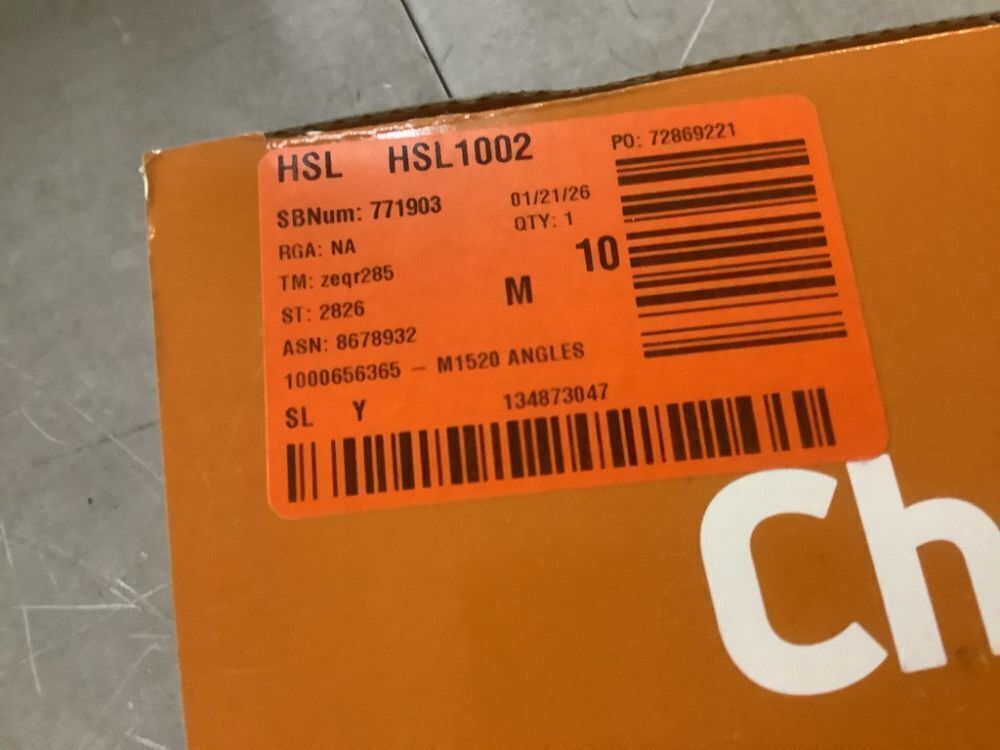 HSL HSL1002
PO: 72869221
SBNum: 771903
01/21/26
RGA: NA
QTY: 1
10
TM: zeqr285
M
ST: 2826
ASN: 8678932
1000656365 - M1520 ANGLES
SL Y
134873047
Ch